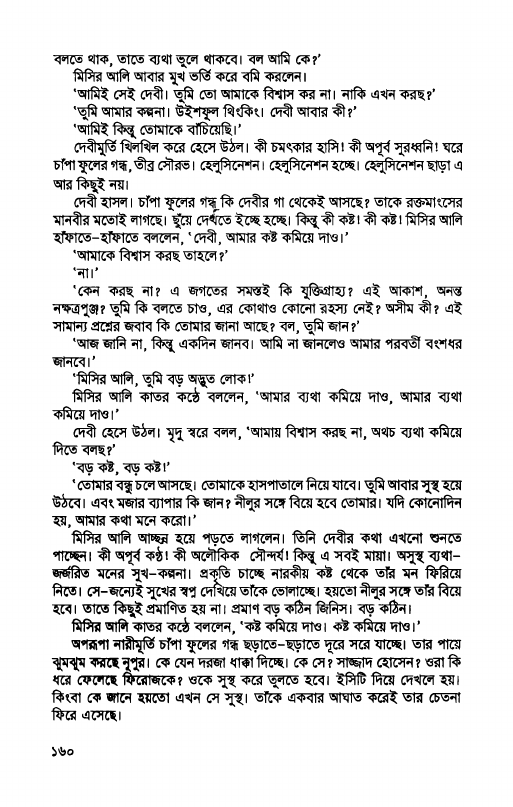 বলতে থাক, তাতে ব্যথা ভুলে থাকবে। বল আমি কে?’
মিসির আলি আবার মুখ ভর্তি করে বমি করলেন।
‘আমিই সেই দেবী। তুমি তো আমাকে বিশ্বাস কর না। নাকি এখন করছ?’
‘তুমি আমার কল্পনা। উইশফুল থিংকিং। দেবী আবার কী?’
‘আমিই কিন্তু তোমাকে বাঁচিয়েছি।’
দেবীমূর্তি খিলখিল করে হেসে উঠল। কী চমৎকার হাসি! কী অপূর্ব সুরধ্বনি! ঘরে
চাঁপা ফুলের গন্ধ, তীব্র সৌরভ। হেলুসিনেশন। হেলুসিনেশন হচ্ছে। হেলুসিনেশন ছাড়া এ
আর কিছুই নয়।
দেবী হাসল। চাঁপা ফুলের গন্ধ কি দেবীর গা থেকেই আসছে? তাকে রক্তমাংসের
মানবীর মতোই লাগছে। ছুঁয়ে দেখতে ইচ্ছে হচ্ছে। কিন্তু কী কষ্ট! কী কষ্ট! মিসির আলি
হাঁফাতে-হাঁফাতে বললেন, ‘দেবী, আমার কষ্ট কমিয়ে দাও।’
‘আমাকে বিশ্বাস করছ তাহলে?’
‘না।’
‘কেন করছ না? এ জগতের সমস্তই কি যুক্তিগ্রাহ্য? এই আকাশ, অনন্ত
নক্ষত্রপুঞ্জ? তুমি কি বলতে চাও, এর কোথাও কোনো রহস্য নেই? অসীম কী? এই
সামান্য প্রশ্নের জবাব কি তোমার জানা আছে? বল, তুমি জান?’
‘আজ জানি না, কিন্তু একদিন জানব। আমি না জানলেও আমার পরবর্তী বংশধর
জানবে।’
‘মিসির আলি, তুমি বড় অদ্ভুত লোক!’
মিসির আলি কাতর কণ্ঠে বললেন, ‘আমার ব্যথা কমিয়ে দাও, আমার ব্যথা
কমিয়ে দাও।’
দেবী হেসে উঠল। মৃদু স্বরে বলল, ‘আমায় বিশ্বাস করছ না, অথচ ব্যথা কমিয়ে
দিতে বলছ?’
‘বড় কষ্ট, বড় কষ্ট!’
‘তোমার বন্ধু চলে আসছে। তোমাকে হাসপাতালে নিয়ে যাবে। তুমি আবার সুস্থ হয়ে
উঠবে। এবং মজার ব্যাপার কি জান? নীলুর সঙ্গে বিয়ে হবে তোমার। যদি কোনোদিন
হয়, আমার কথা মনে করো।’
মিসির আলি আচ্ছন্ন হয়ে পড়তে লাগলেন। তিনি দেবীর কথা এখনো শুনতে
পাচ্ছেন। কী অপূর্ব কণ্ঠ! কী অলৌকিক সৌন্দর্য! কিন্তু এ সবই মায়া। অসুস্থ ব্যথা-
জর্জরিত মনের সুখ-কল্পনা। প্রকৃতি চাচ্ছে নারকীয় কষ্ট থেকে তাঁর মন ফিরিয়ে
নিতে। সে-জন্যেই সুখের স্বপ্ন দেখিয়ে তাঁকে ভোলাচ্ছে। হয়তো নীলুর সঙ্গে তাঁর বিয়ে
হবে। তাতে কিছুই প্রমাণিত হয় না। প্রমাণ বড় কঠিন জিনিস। বড় কঠিন।
মিসির আলি কাতর কণ্ঠে বললেন, ‘কষ্ট কমিয়ে দাও। কষ্ট কমিয়ে দাও।’
অপরূপা নারীমূর্তি চাঁপা ফুলের গন্ধ ছড়াতে-ছড়াতে দূরে সরে যাচ্ছে। তার পায়ে
ঝুমঝুম করছে নূপুর। কে যেন দরজা ধাক্কা দিচ্ছে। কে সে? সাজ্জাদ হোসেন? ওরা কি
ধরে ফেলেছে ফিরোজকে? ওকে সুস্থ করে তুলতে হবে। ইসিটি দিয়ে দেখলে হয়।
কিংবা কে জানে হয়তো এখন সে সুস্থ। তাঁকে একবার আঘাত করেই তার চেতনা
ফিরে এসেছে।
১৬০